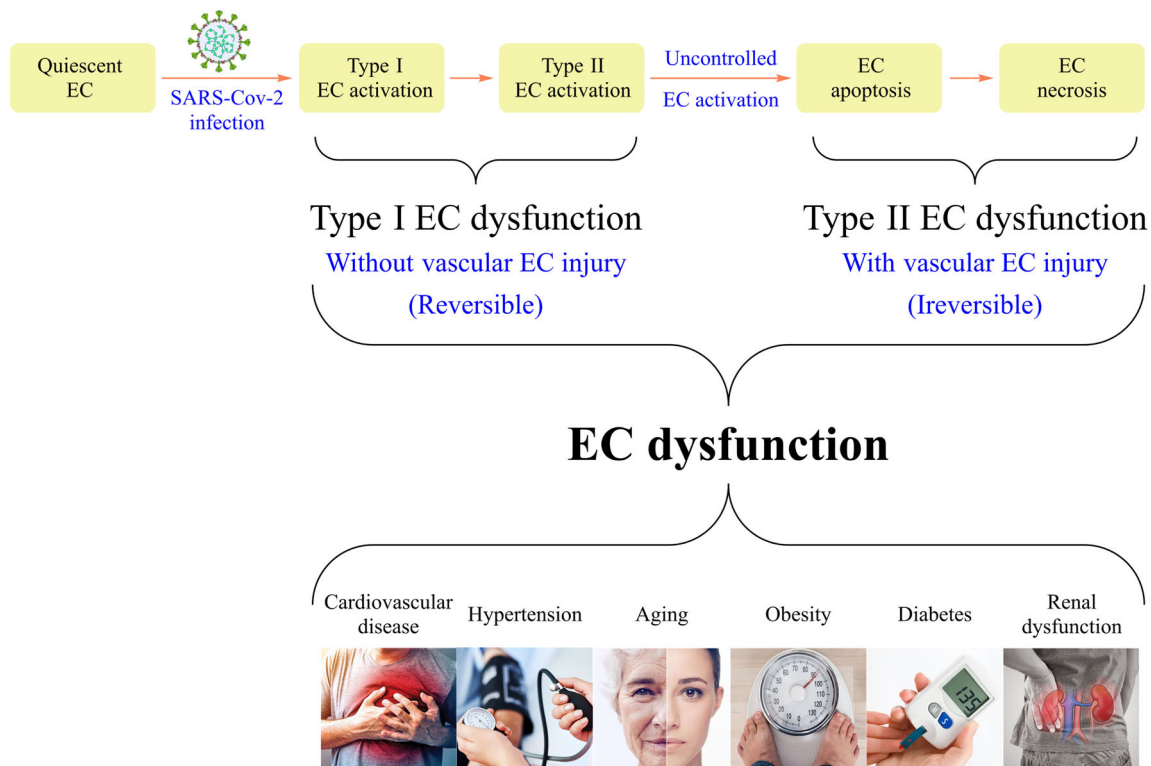 Quiescent
EC
SARS-Cov-2
infection
Type I
EC activation
Type II
EC activation
Uncontrolled
EC activation
EC
apoptosis
EC
necrosis
Type I EC dysfunction
Without vascular EC injury
(Reversible)
Type II EC dysfunction
With vascular EC injury
(Ireversible)
EC dysfunction
Cardiovascular
disease
Hypertension
Aging
Obesity
Diabetes
Renal
dysfunction
135